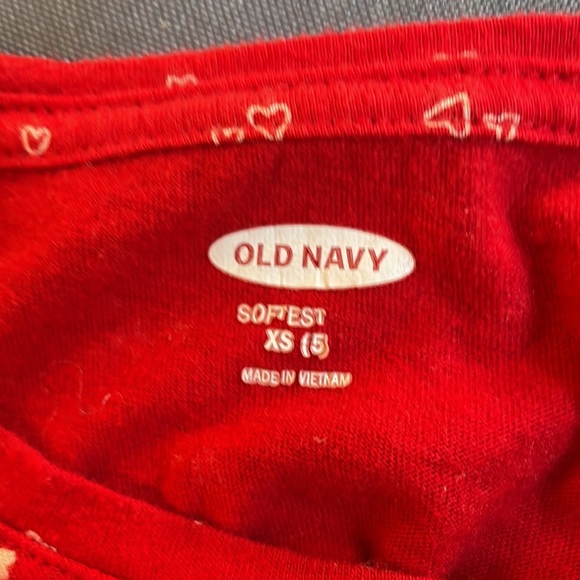 OLD NAVY
SOFTEST
XS (5
MADE IN VIETNAM